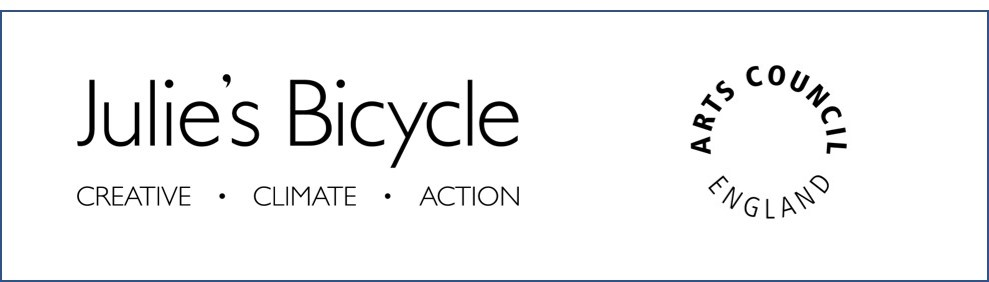 Julie’s Bicycle
CREATIVE • CLIMATE • ACTION
ARTS COUNCIL
ENGLAND